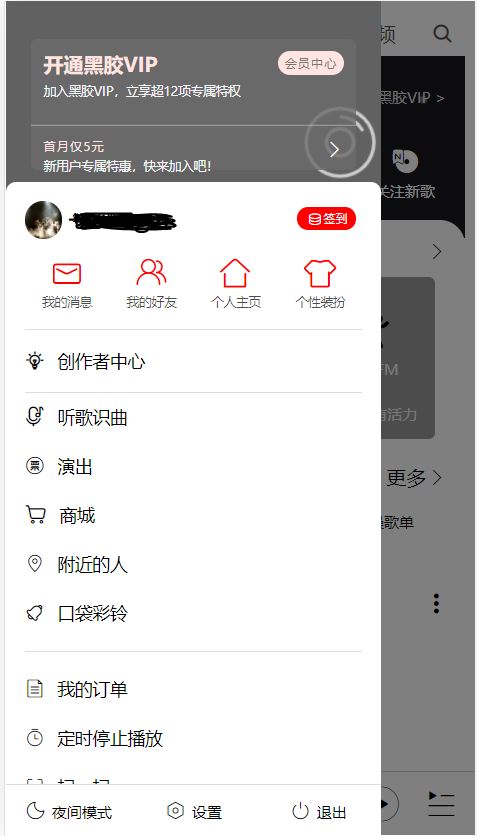 开通黑胶VIP
会员中心
加入黑胶VIP，立享超12项专属特权
首月仅5元
新用户专属特惠，快来加入吧！
频
黑胶VIP >
关注新歌
签到
我的消息
我的好友
个人主页
个性装扮
FM
有活力
创作者中心
听歌识曲
票
演出
更多
歌单
商城
附近的人
口袋彩铃
我的订单
定时停止播放
夜间模式
设置
退出